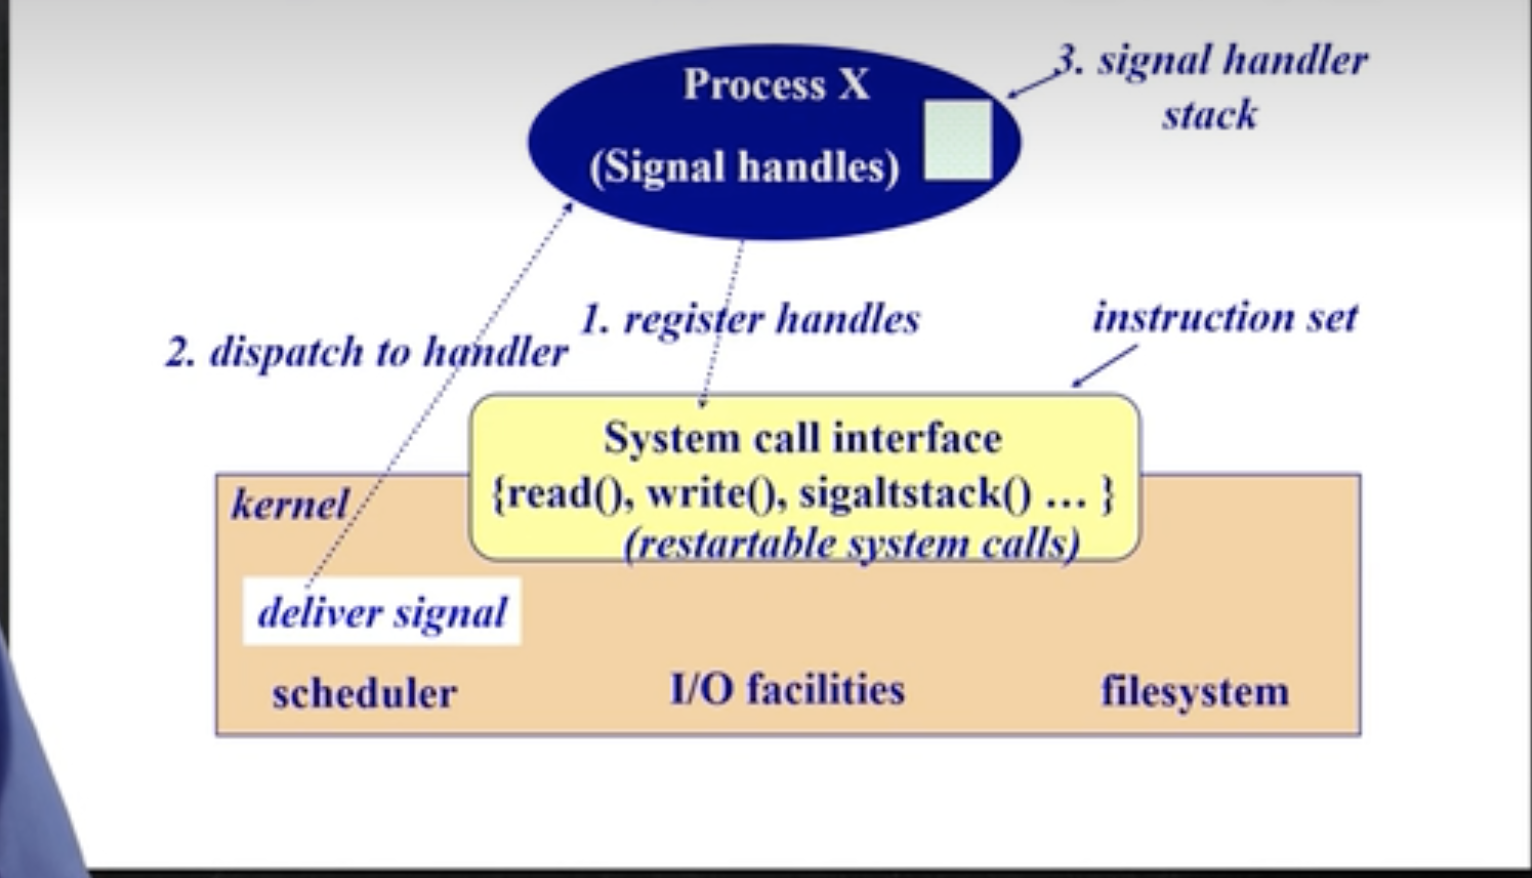 Process X
(Signal handles)
3. signal handler
stack
1. register handles
2. dispatch to handler
instruction set
System call interface
{read(), write(), sigaltstack() ... }
(restartable system calls)
kernel
deliver signal
scheduler
I/O facilities
filesystem